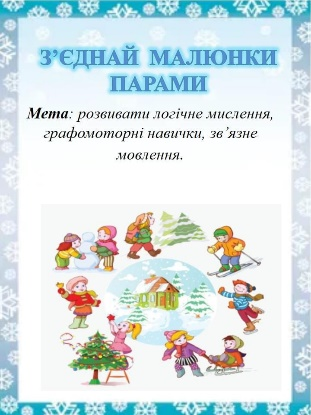 З’ЄДНАЙ МАЛЮНКИ
ПАРАМИ
Мета: розвивати логічне мислення,
графомоторні навички, зв’язне
мовлення.